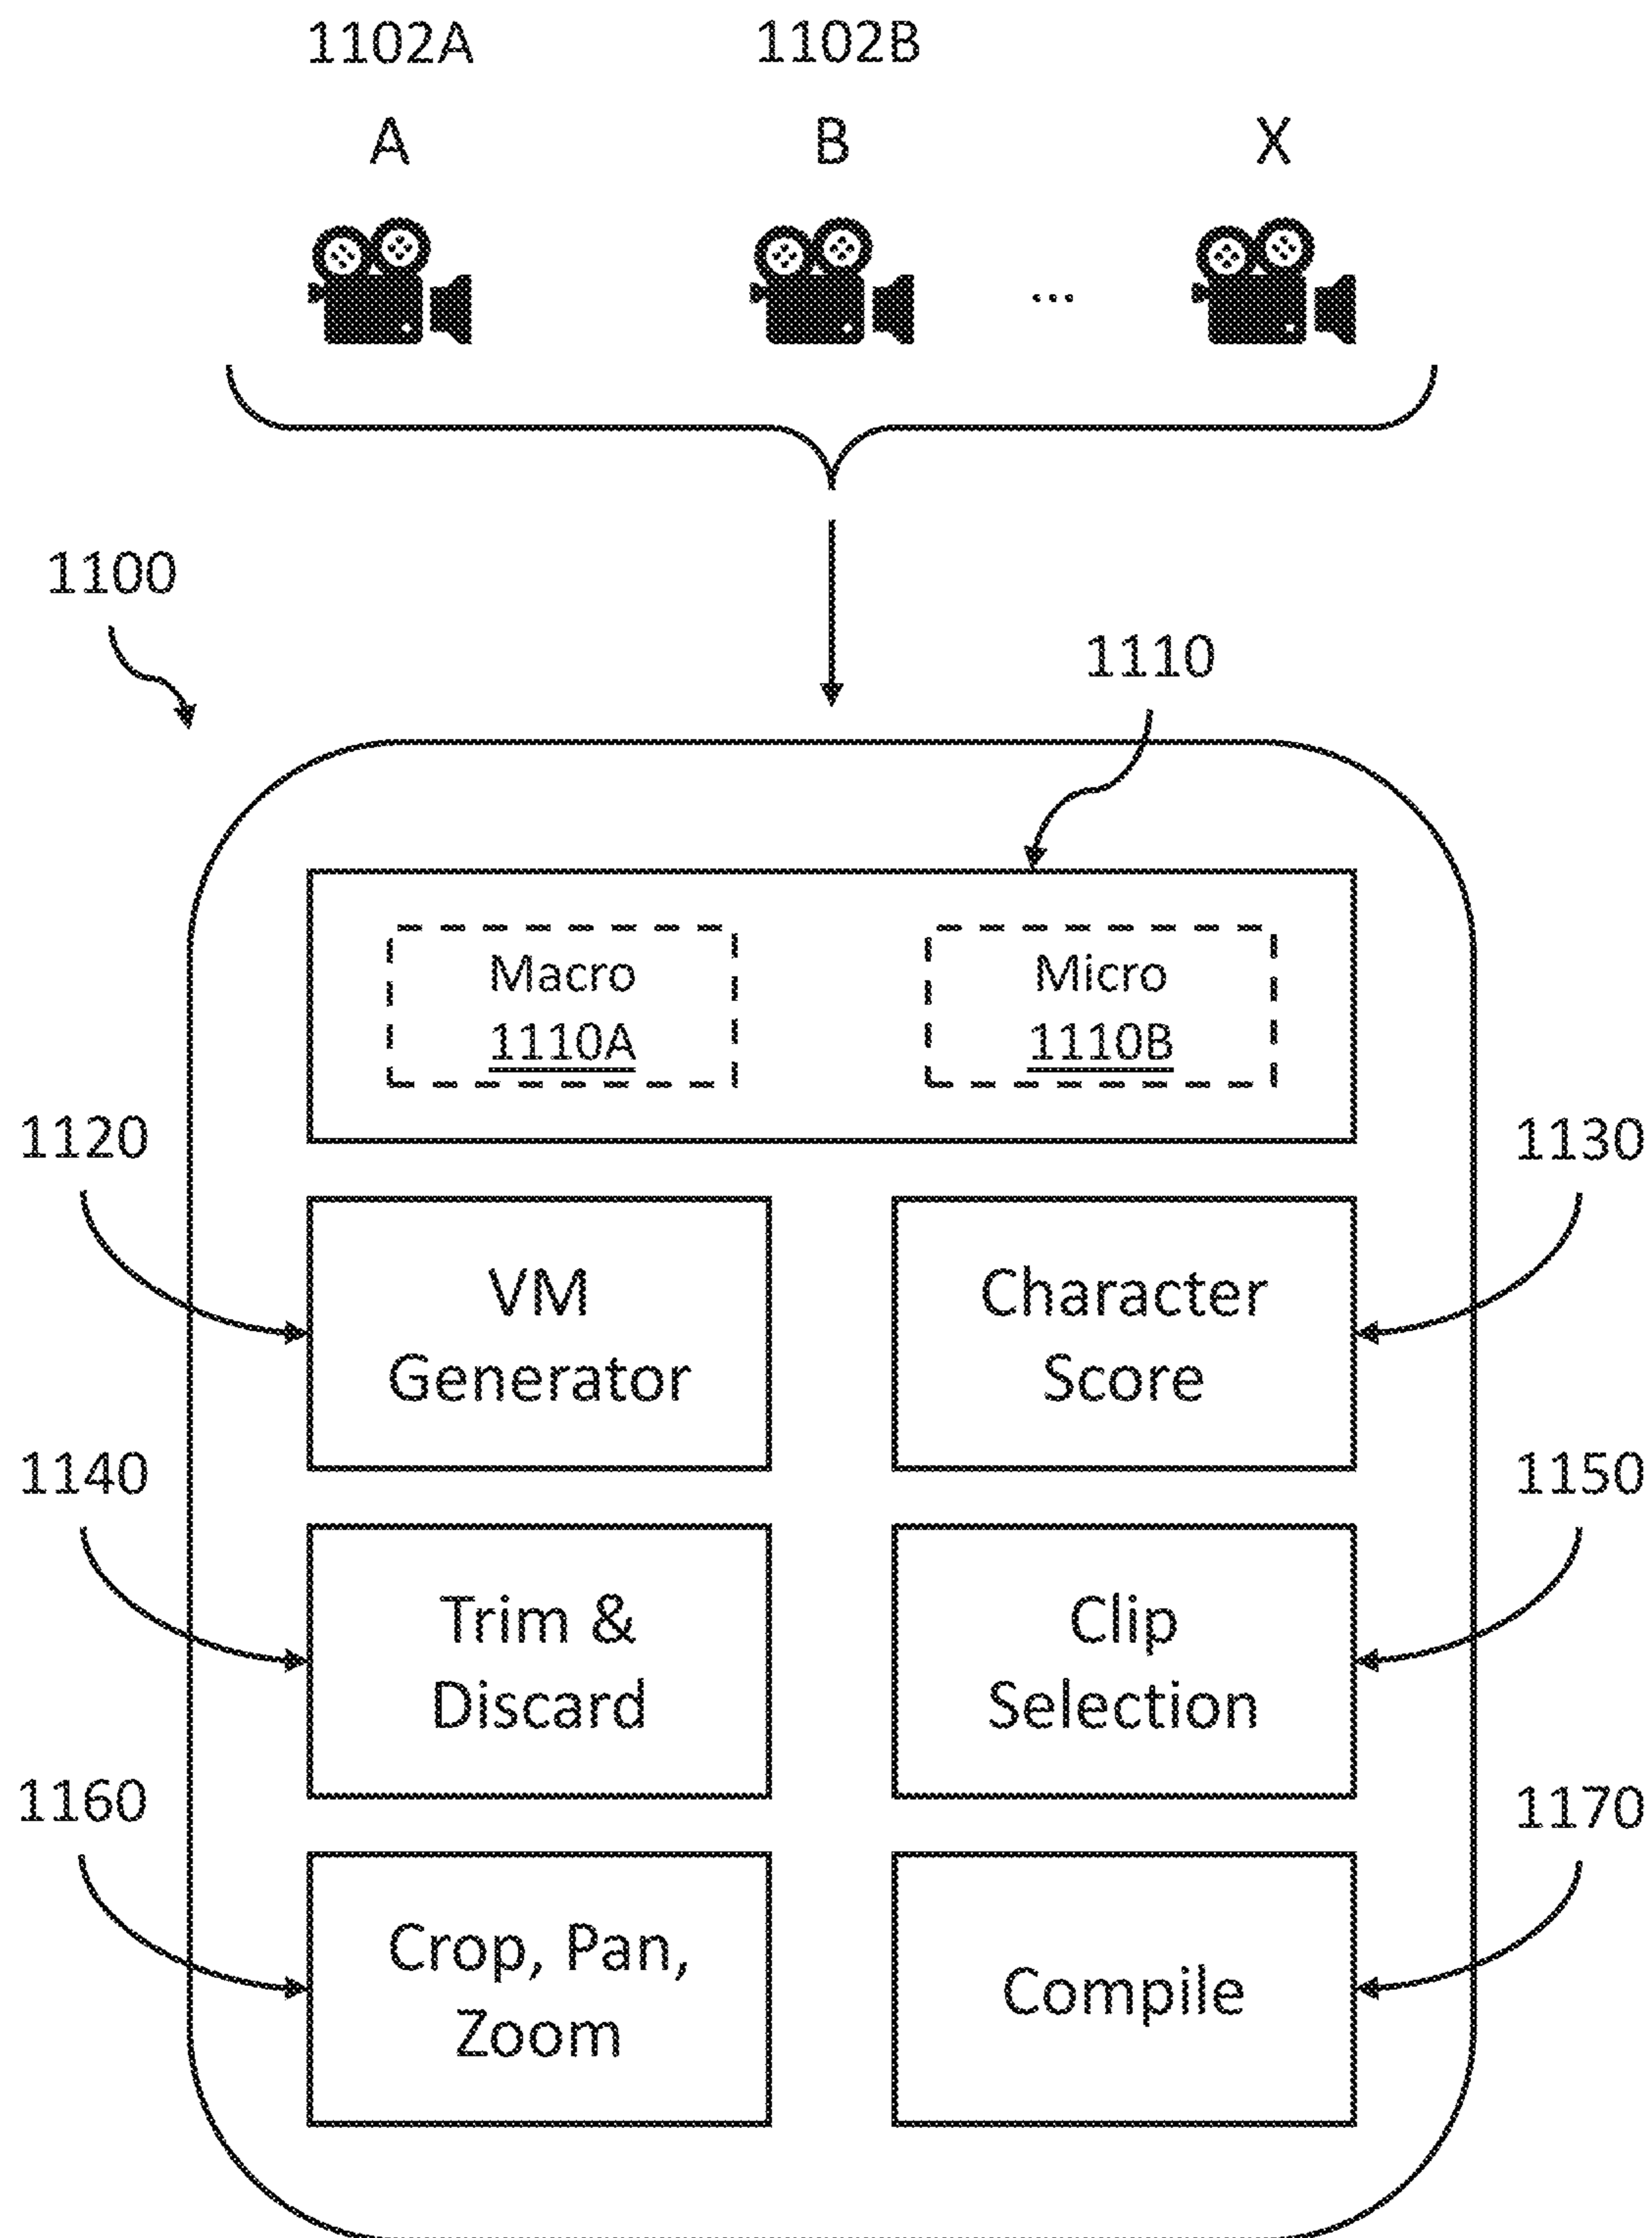 1102A
1102B
A
B
X
...
1100
1110
Macro
1110A
Micro
1110B
1120
1130
VM
Generator
Character
Score
1140
1150
Trim &
Discard
Clip
Selection
1160
1170
Crop, Pan,
Zoom
Compile